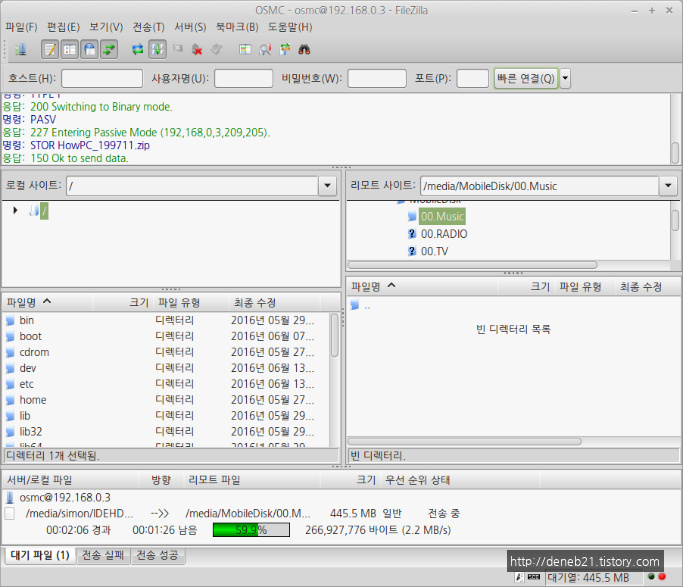 OSMC - osmc@192.168.0.3 - FileZilla
파일(F) 편집(E) 보기(V) 전송(T) 서버(S) 북마크(B) 도움말(H)
호스트(H): 사용자명(U): 비밀번호(W): 포트(P): 빠른 연결(Q)
명령: TYPE I
응답: 200 Switching to Binary mode.
명령: PASV
응답: 227 Entering Passive Mode (192,168,0,3,209,205).
명령: STOR HowPC_199711.zip
응답: 150 Ok to send data.
로컬 사이트: /
/
리모트 사이트: /media/MobileDisk/00.Music
MobileDisk
00.Music
00.RADIO
00.TV
파일명 크기 파일 유형 최종 수정
bin 디렉터리 2016년 05월 29...
boot 디렉터리 2016년 06월 07...
cdrom 디렉터리 2016년 05월 27...
dev 디렉터리 2016년 06월 13...
etc 디렉터리 2016년 06월 13...
home 디렉터리 2016년 05월 27...
lib 디렉터리 2016년 05월 29...
lib32 디렉터리 2016년 05월 29...
lib64 디렉터리 2016년 05월 29...
디렉터리 1개 선택됨.
파일명 크기 파일 유형 최종 수정
..
빈 디렉터리 목록
빈 디렉터리.
서버/로컬 파일 방향 리모트 파일 크기 우선 순위 상태
osmc@192.168.0.3
/media/simon/IDEHD... -->> /media/MobileDisk/00.M... 445.5 MB 일반 전송 중
00:02:06 경과 00:01:26 남음 59.9% 266,927,776 바이트 (2.2 MB/s)
대기 파일 (1) 전송 실패 전송 성공
http://deneb21.tistory.com
대기열: 445.5 MB